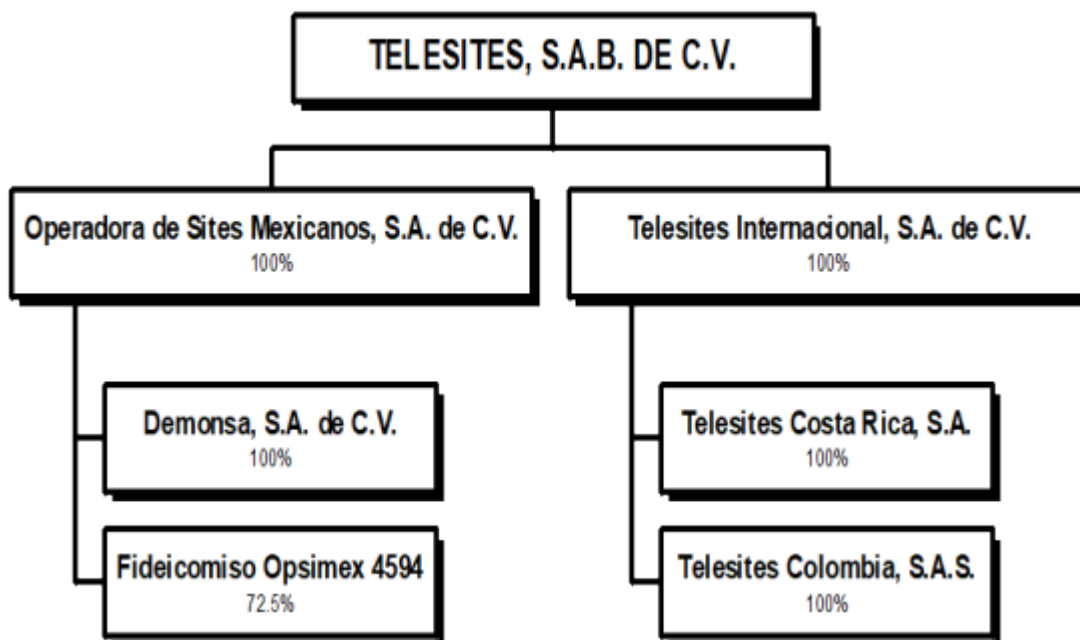 TELESITES, S.A.B. DE C.V.
Operadora de Sites Mexicanos, S.A. de C.V.
100%
Telesites Internacional, S.A. de C.V.
100%
Demonsa, S.A. de C.V.
100%
Telesites Costa Rica, S.A.
100%
Fideicomiso Opsimex 4594
72.5%
Telesites Colombia, S.A.S.
100%